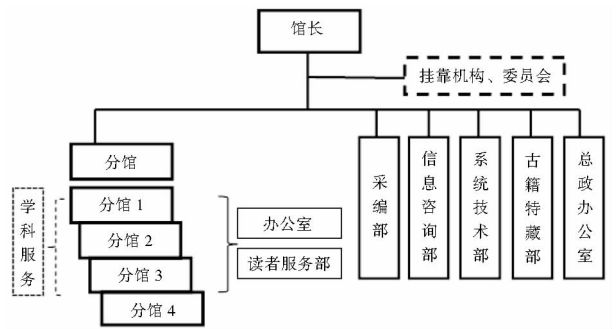 馆长
挂靠机构、委员会
分馆
采编部
信息咨询部
系统技术部
古籍特藏部
总政办公室
学科服务
分馆 1
分馆 2
分馆 3
分馆 4
办公室
读者服务部